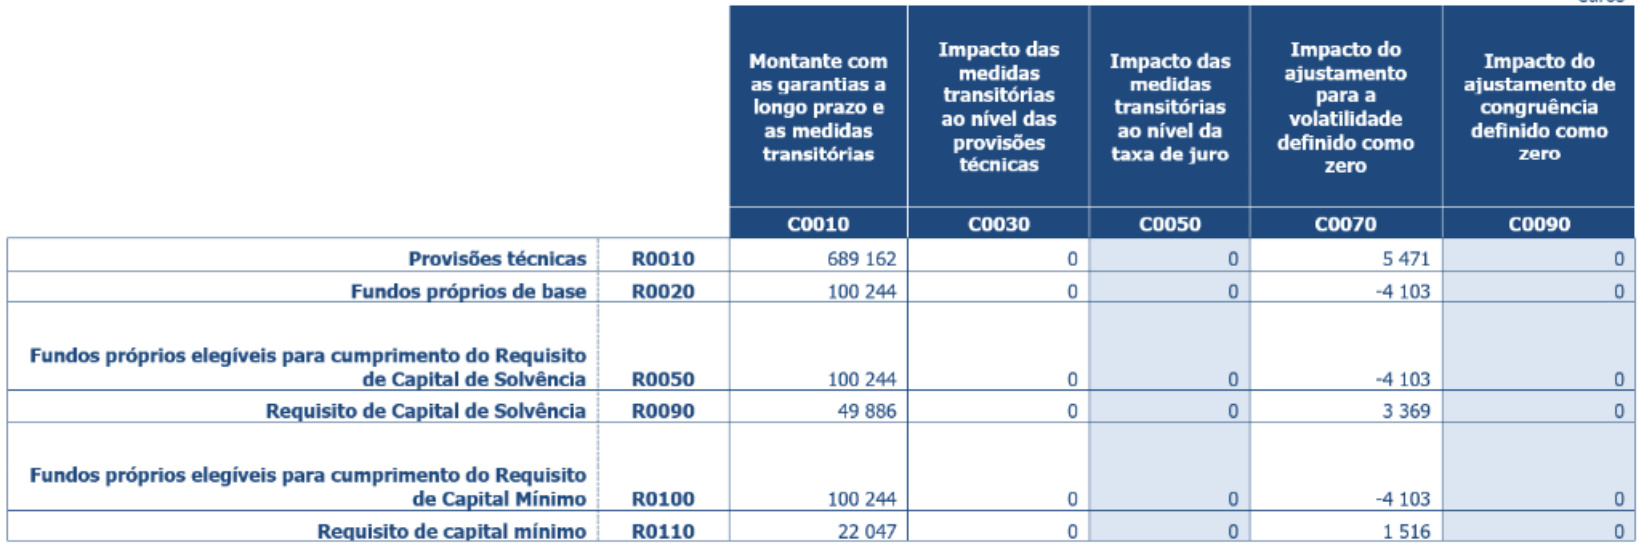 Montante com
as garantias a
longo prazo e
as medidas
transitórias
Impacto das
medidas
transitórias
ao nível das
provisões
técnicas
Impacto das
medidas
transitórias
ao nível da
taxa de juro
Impacto do
ajustamento
para a
volatilidade
definido como
zero
Impacto do
ajustamento de
congruência
definido como
zero
C0010 C0030 C0050 C0070 C0090
Provisões técnicas R0010 689 162 0 0 5 471 0
Fundos próprios de base R0020 100 244 0 0 -4 103 0
Fundos próprios elegíveis para cumprimento do Requisito
de Capital de Solvência R0050 100 244 0 0 -4 103 0
Requisito de Capital de Solvência R0090 49 886 0 0 3 369 0
Fundos próprios elegíveis para cumprimento do Requisito
de Capital Mínimo R0100 100 244 0 0 -4 103 0
Requisito de capital mínimo R0110 22 047 0 0 1 516 0